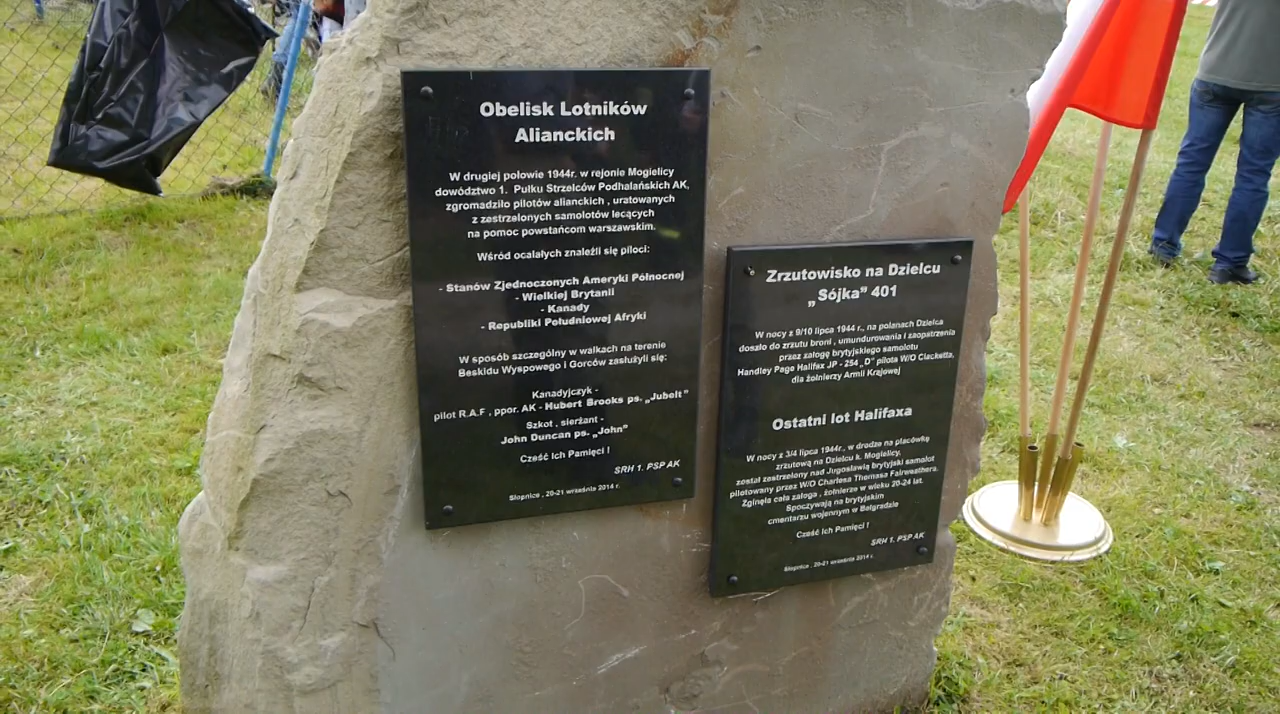 Obelisk Lotników
Alianckich
W drugiej połowie 1944r. w rejonie Mogielicy
dowództwo 1. Pułku Strzelców Podhalańskich AK,
zgromadziło pilotów alianckich , uratowanych
z zestrzelonych samolotów lecących
na pomoc powstańcom warszawskim.
Wśród ocalałych znaleźli się piloci:
- Stanów Zjednoczonych Ameryki Północnej
- Wielkiej Brytanii
- Kanady
- Republiki Południowej Afryki
W sposób szczególny w walkach na terenie
Beskidu Wyspowego i Gorców zasłużyli się:
Kanadyjczyk -
pilot R.A.F , ppor. AK - Hubert Brooks ps. „Jubelt”
Szkot , sierżant -
John Duncan ps. „John”
Cześć Ich Pamięci !
SRH 1. PSP AK
Słopnice , 20-21 września 2014 r.
Zrzutowisko na Dzielcu
„Sójka” 401
W nocy z 9/10 lipca 1944 r., na polanach Dzielca
doszło do zrzutu broni , umundurowania i zaopatrzenia
przez załogę brytyjskiego samolotu
Handley Page Halifax JP - 254 „D” pilota W/O Clacketta,
dla żołnierzy Armii Krajowej
Ostatni lot Halifaxa
W nocy z 3/4 lipca 1944r., w drodze na placówkę
zrzutową na Dzielcu k. Mogielicy.
został zestrzelony nad Jugosławią brytyjski samolot
pilotowany przez W/O Charlesa Thomasa Fairweathera.
Zginęła cała załoga , żołnierze w wieku 20-24 lat.
Spoczywają na brytyjskim
cmentarzu wojennym w Belgradzie
Cześć Ich Pamięci !
SRH 1. PSP AK
Słopnice , 20-21 września 2014 r.